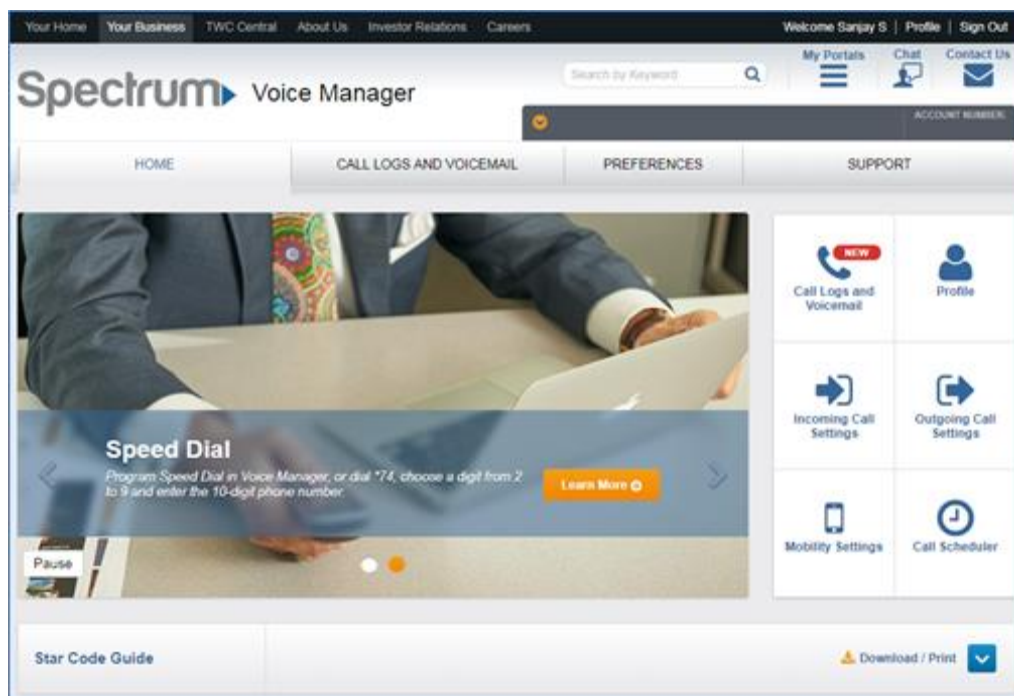 Your Home Your Business TWC Central About Us Investor Relations Careers Welcome Sanjay S | Profile | Sign Out
My Portals Chat Contact Us
Spectrum Voice Manager
Search by Keyword
ACCOUNT NUMBER:
HOME CALL LOGS AND VOICEMAIL PREFERENCES SUPPORT
NEW
Call Logs and
Voicemail
Profile
Incoming Call
Settings
Outgoing Call
Settings
Speed Dial
Program Speed Dial in Voice Manager, or dial *74, choose a digit from 2
to 9 and enter the 10-digit phone number.
Learn More
Mobility Settings
Call Scheduler
Pause
Star Code Guide
Download / Print